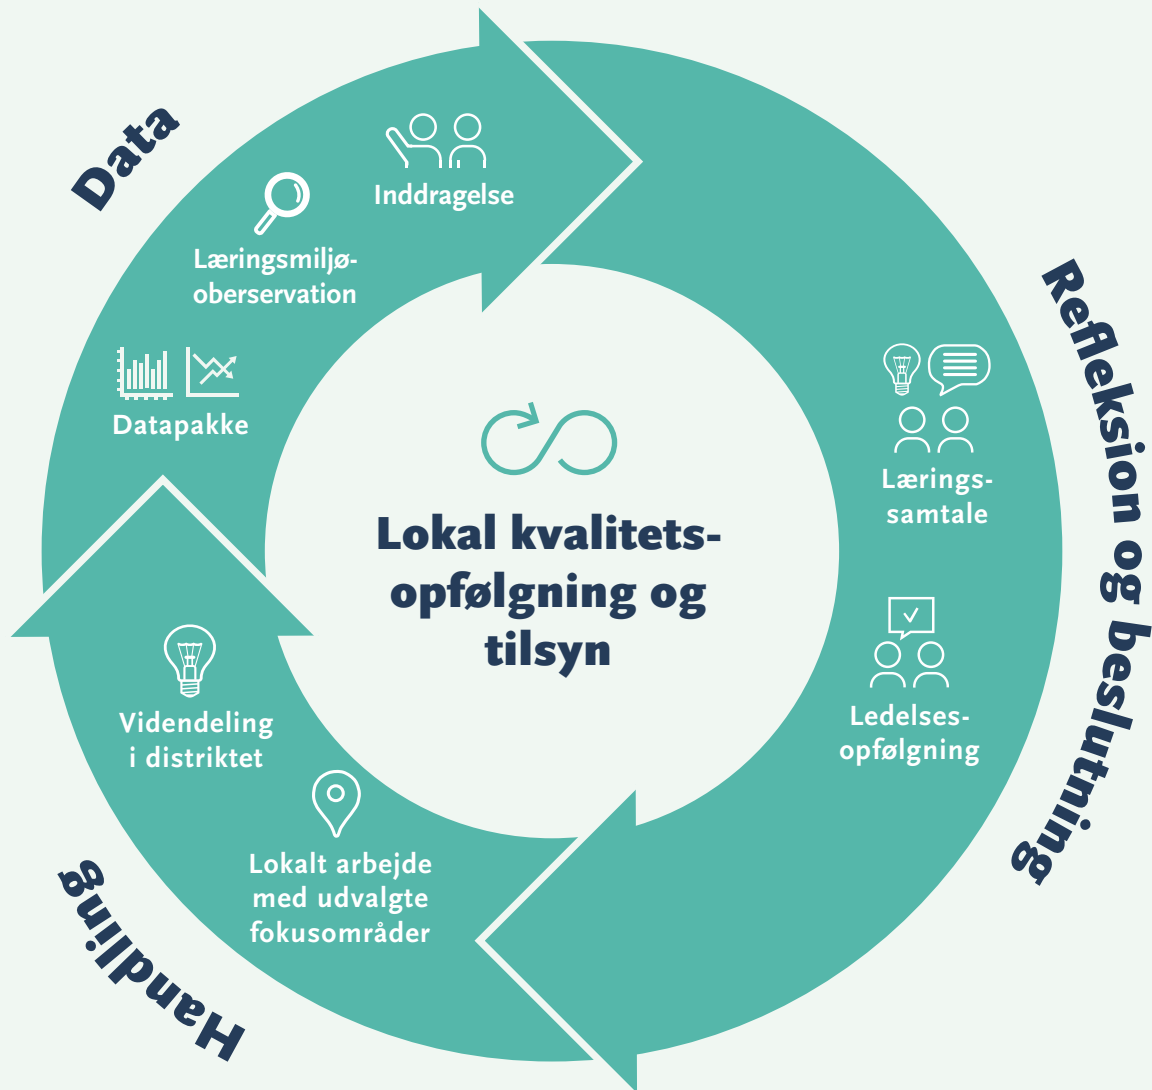 Data
Inddragelse
Læringsmiljø-
oberservation
Datapakke
Refleksion og beslutning
Lærings-
samtale
Ledelses-
opfølgning
Lokal kvalitets-
opfølgning og
tilsyn
Handling
Lokalt arbejde
med udvalgte
fokusområder
Videndeling
i distriktet